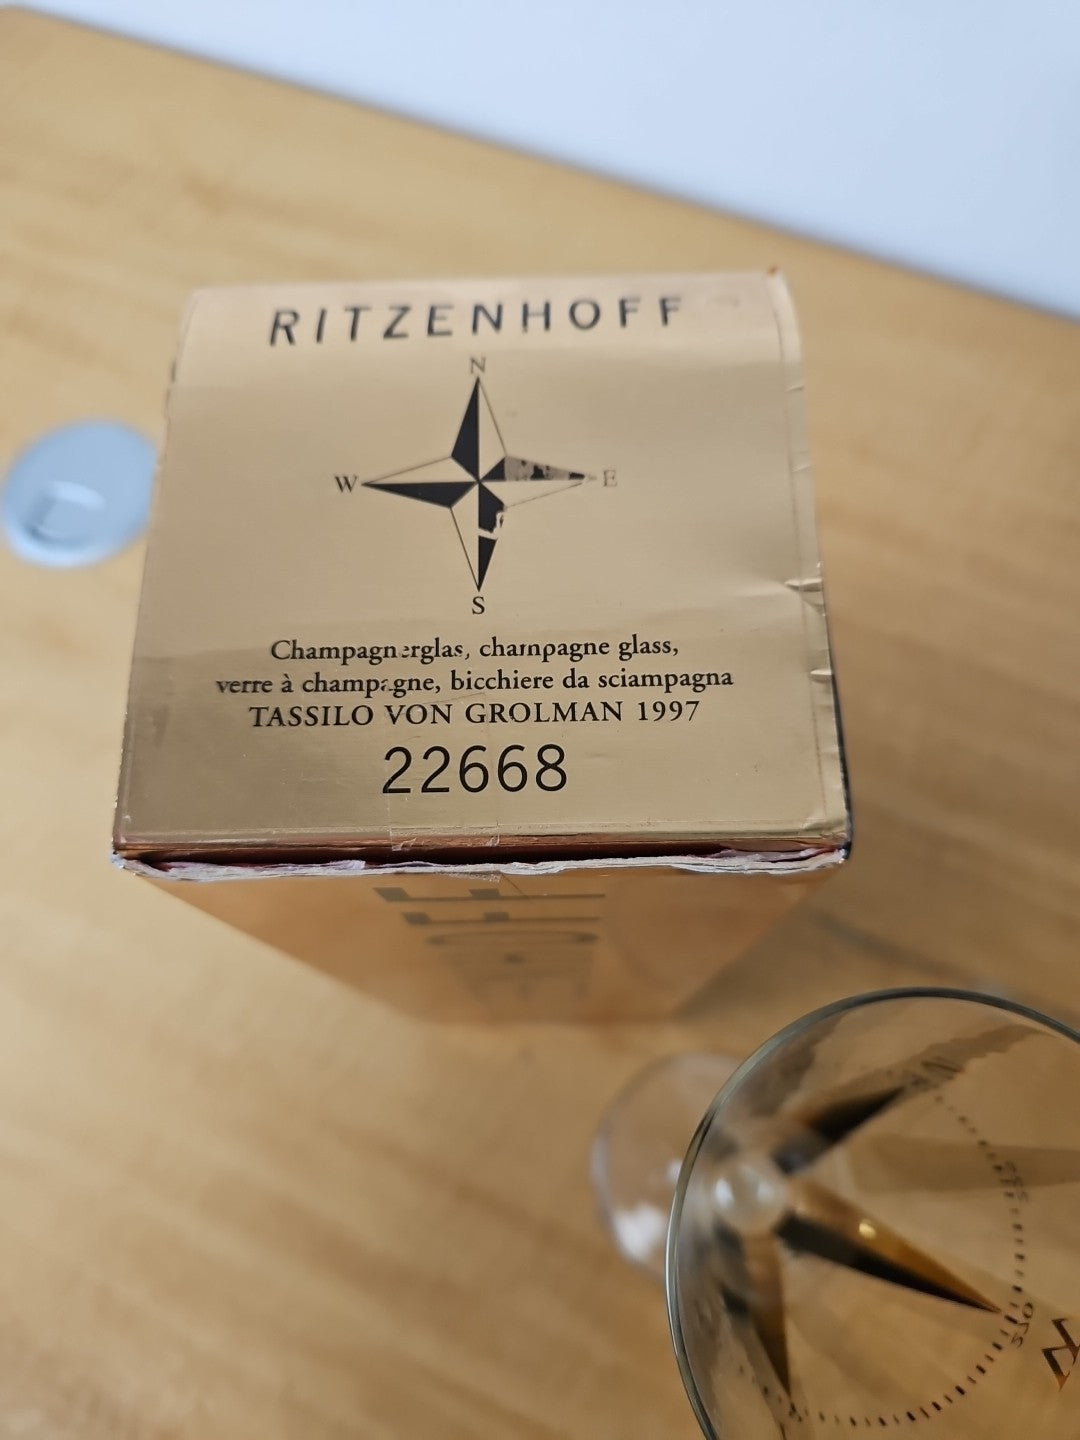 RITZENHOFF
N
W E
S
Champagnerglas, champagne glass,
verre à champagne, bicchiere da sciampagna
TASSILO VON GROLMAN 1997
22668